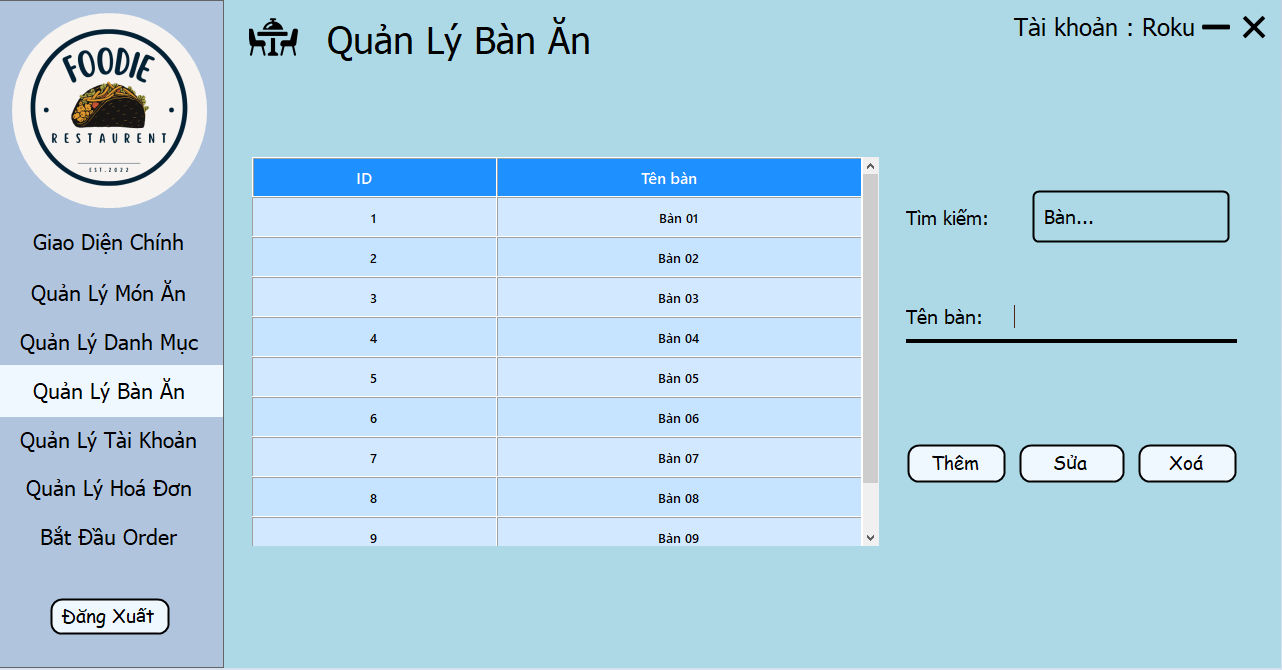 FOODIE
RESTAURENT
EST.2022
Giao Diện Chính
Quản Lý Món Ăn
Quản Lý Danh Mục
Quản Lý Bàn Ăn
Quản Lý Tài Khoản
Quản Lý Hoá Đơn
Bắt Đầu Order
Đăng Xuất
Quản Lý Bàn Ăn
Tài khoản : Roku
ID Tên bàn
1 Bàn 01
2 Bàn 02
3 Bàn 03
4 Bàn 04
5 Bàn 05
6 Bàn 06
7 Bàn 07
8 Bàn 08
9 Bàn 09
Tìm kiếm: Bàn...
Tên bàn:
Thêm Sửa Xoá